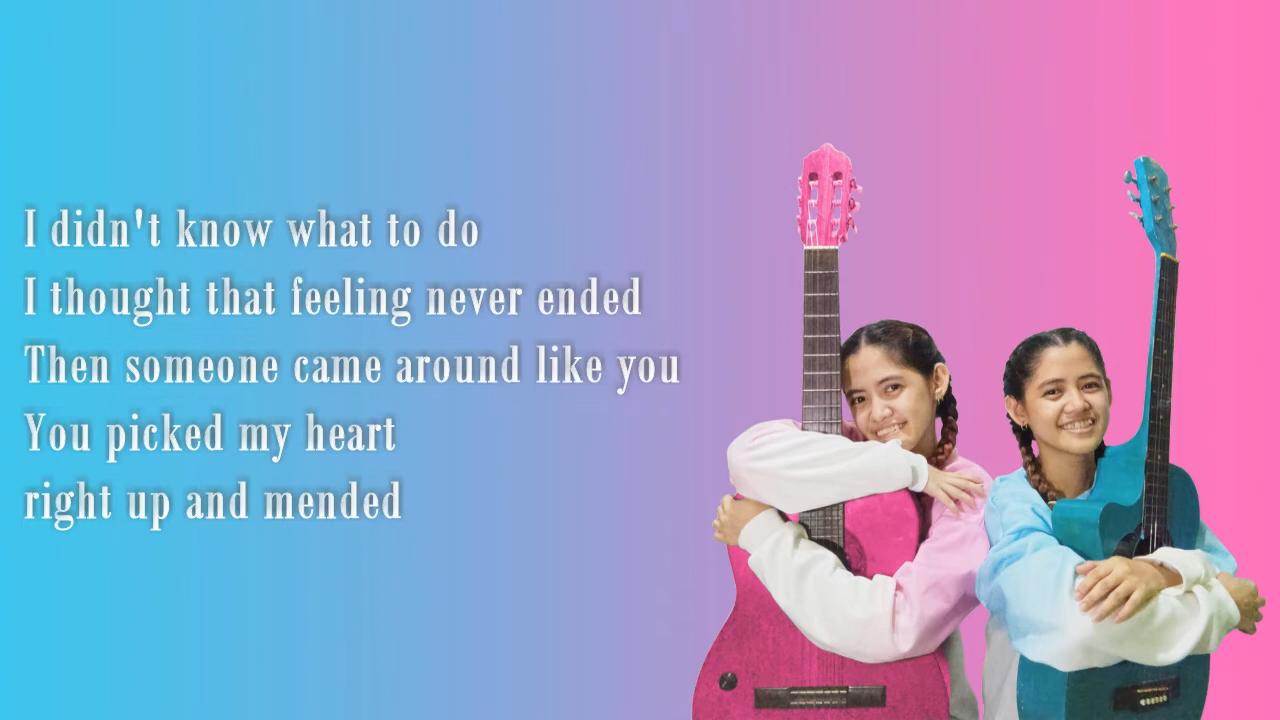 I didn't know what to do
I thought that feeling never ended
Then someone came around like you
You picked my heart
right up and mended